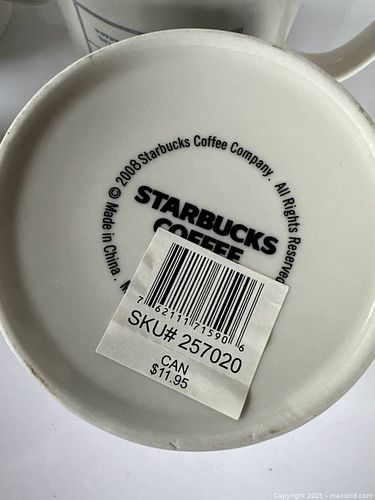 © 2008 Starbucks Coffee Company . All Rights Reserved
Made in China .
STARBUCKS
COFFEE
7 62111 71590 6
SKU# 257020
CAN
$11.95
Copyright 2025 - maxsold.com